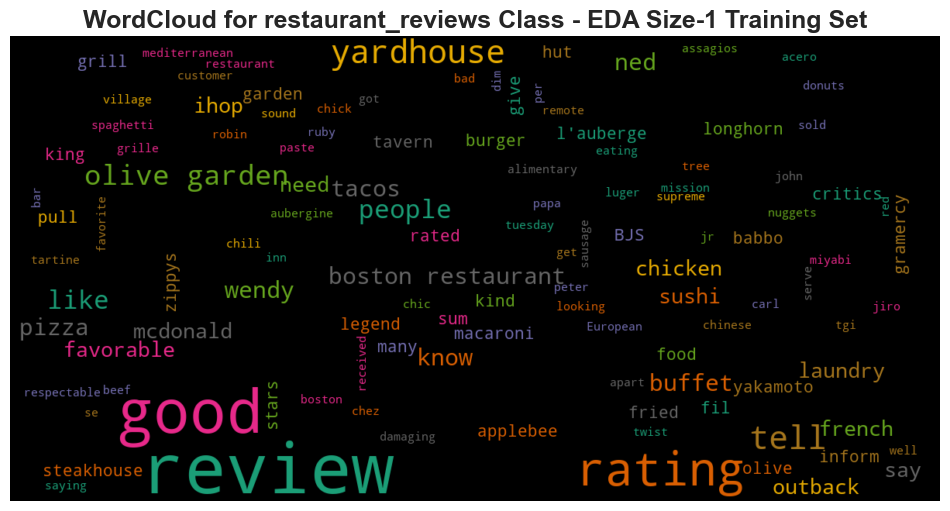 WordCloud for restaurant_reviews Class - EDA Size-1 Training Set
mediterranean
yardhouse
hut
assagios
grill
restaurant
ned
acero
customer
bad
dim
give
per
donuts
village
ihop
garden
sound
chick
got
remote
spaghetti
robin
ruby
tavern
burger
l'auberge
longhorn
sold
king
grille
paste
eating
olive garden
need
tacos
alimentary
tree
john
bar
favorite
luger
mission
supreme
critics
red
pull
aubergine
people
papa
nuggets
gramercy
chili
rated
tuesday
sausage
BJS
jr
babbo
tartine
zippys
inn
get
miyabi
boston restaurant
chicken
serve
like
wendy
chic
kind
peter
looking
sushi
carl
jiro
pizza
mcdonald
legend
sum
macaroni
European
chinese
tgi
favorable
received
many
know
food
respectable
beef
stars
boston
apart
buffet
yakamoto
laundry
se
good
chez
fried
fil
damaging
applebee
twist
tell
french
steakhouse
review
rating
olive
inform
well
say
saying
outback